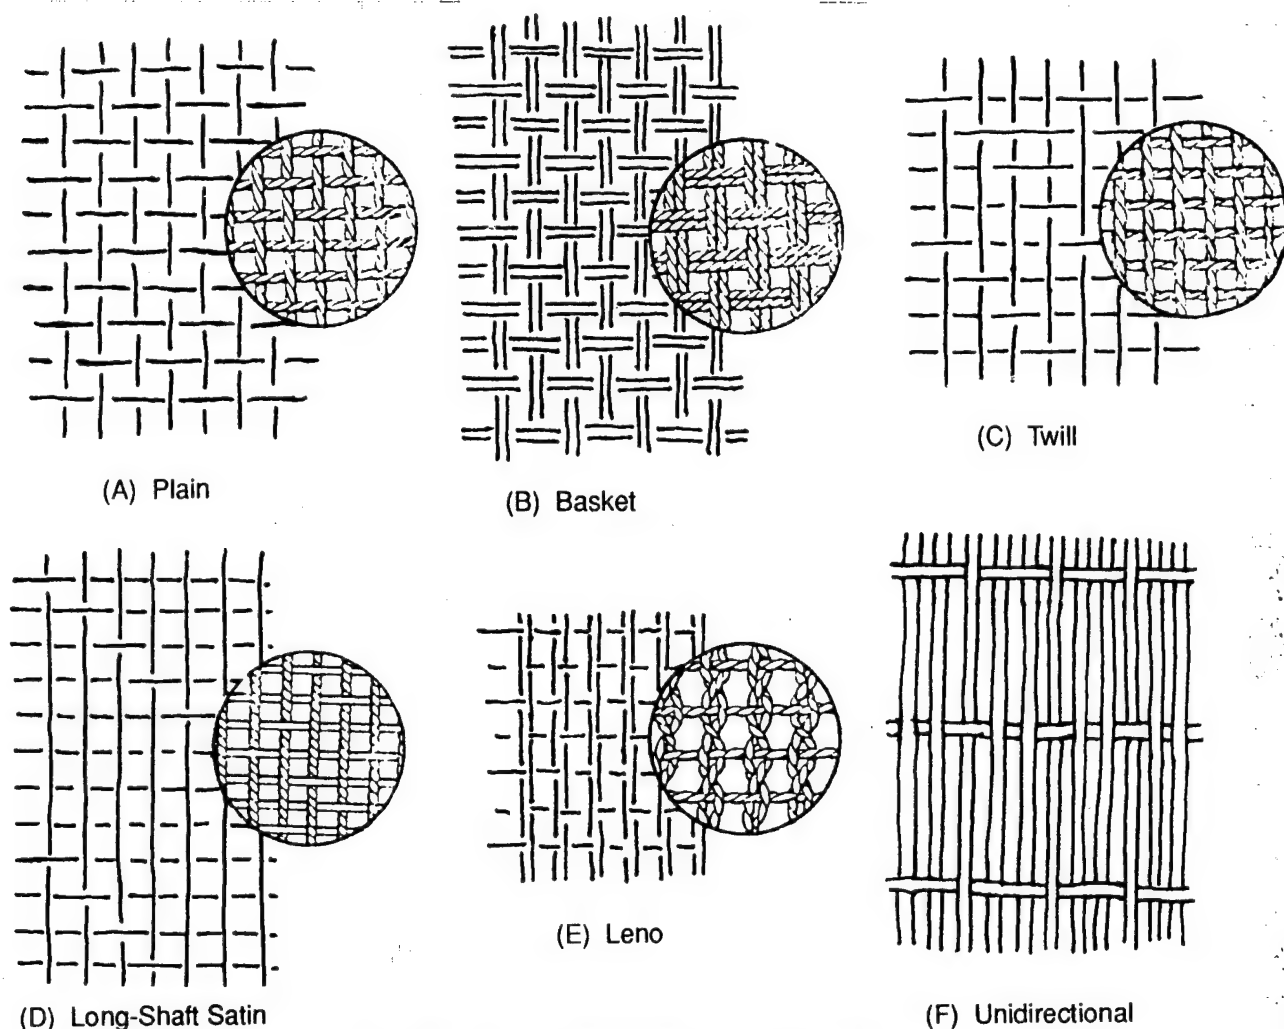 (A) Plain
(B) Basket
(C) Twill
(D) Long-Shaft Satin
(E) Leno
(F) Unidirectional